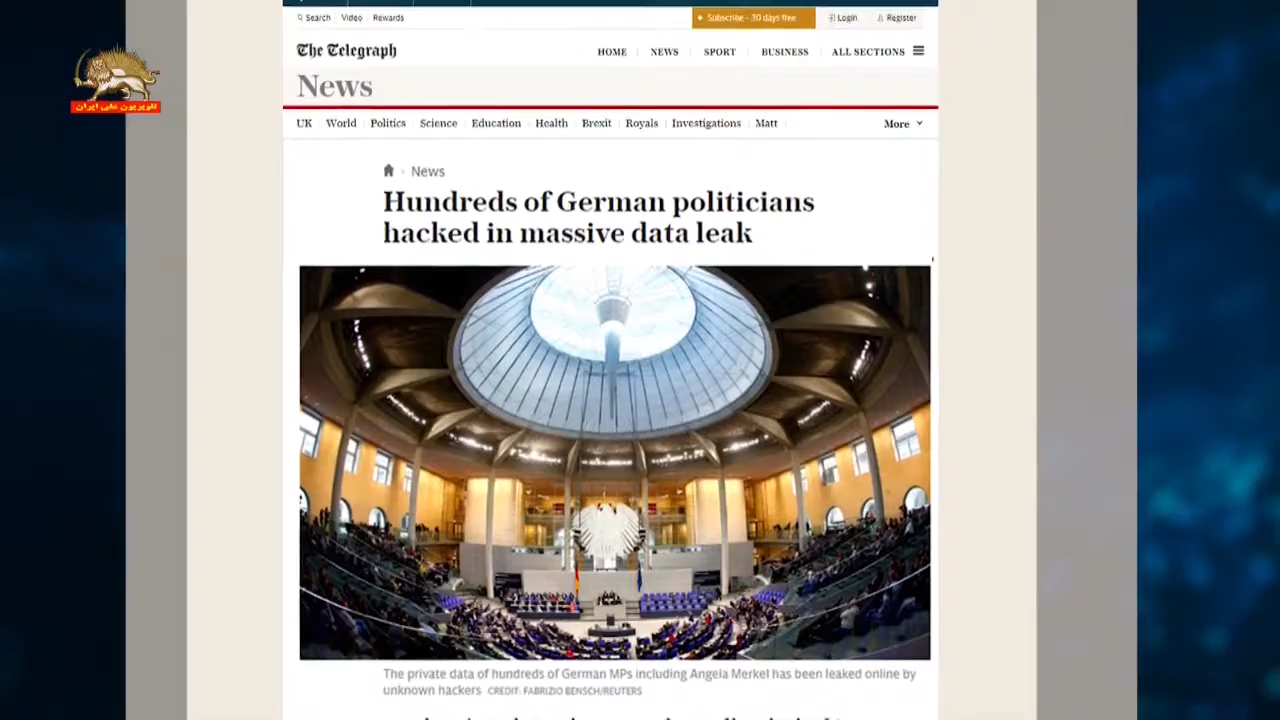 Search Video Rewards
Subscribe - 30 days free
Login Register
The Telegraph
HOME NEWS SPORT BUSINESS ALL SECTIONS
News
UK World Politics Science Education Health Brexit Royals Investigations Matt
More
News
Hundreds of German politicians
hacked in massive data leak
The private data of hundreds of German MPs including Angela Merkel has been leaked online by
unknown hackers CREDIT: FABRIZIO BENSCH/REUTERS
تلویزیون ملی ایران